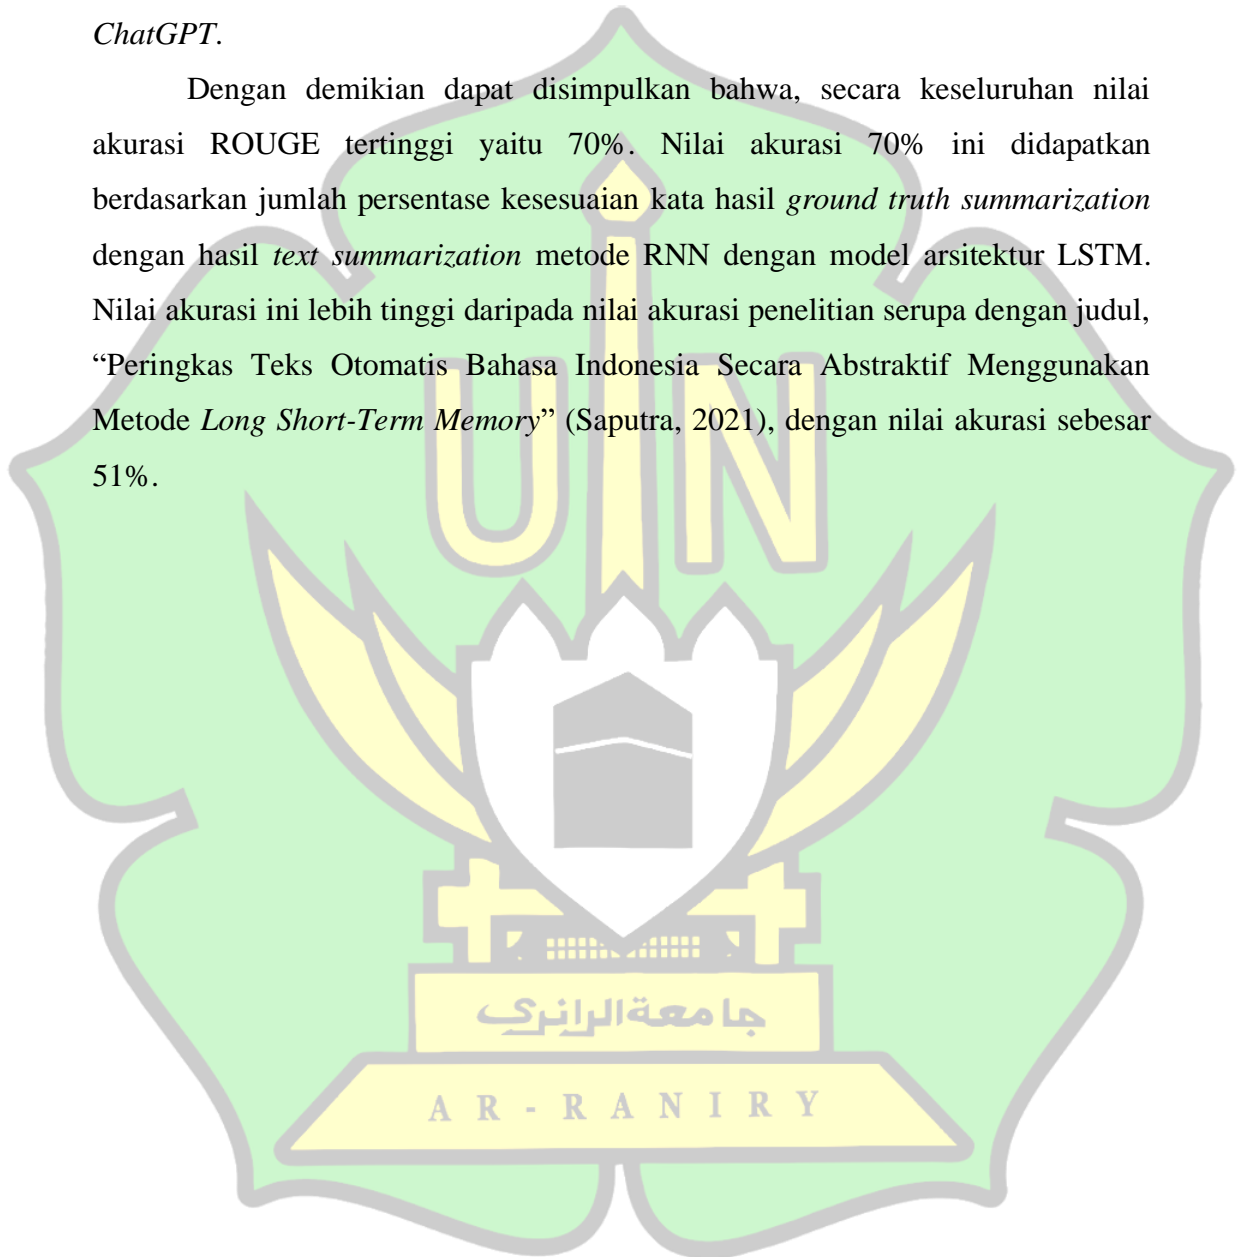 ChatGPT.
Dengan demikian dapat disimpulkan bahwa, secara keseluruhan nilai
akurasi ROUGE tertinggi yaitu 70%. Nilai akurasi 70% ini didapatkan
berdasarkan jumlah persentase kesesuaian kata hasil ground truth summarization
dengan hasil text summarization metode RNN dengan model arsitektur LSTM.
Nilai akurasi ini lebih tinggi daripada nilai akurasi penelitian serupa dengan judul,
“Peringkas Teks Otomatis Bahasa Indonesia Secara Abstraktif Menggunakan
Metode Long Short-Term Memory” (Saputra, 2021), dengan nilai akurasi sebesar
51%.
UIN
جامعة الرانري
AR-RANIRY